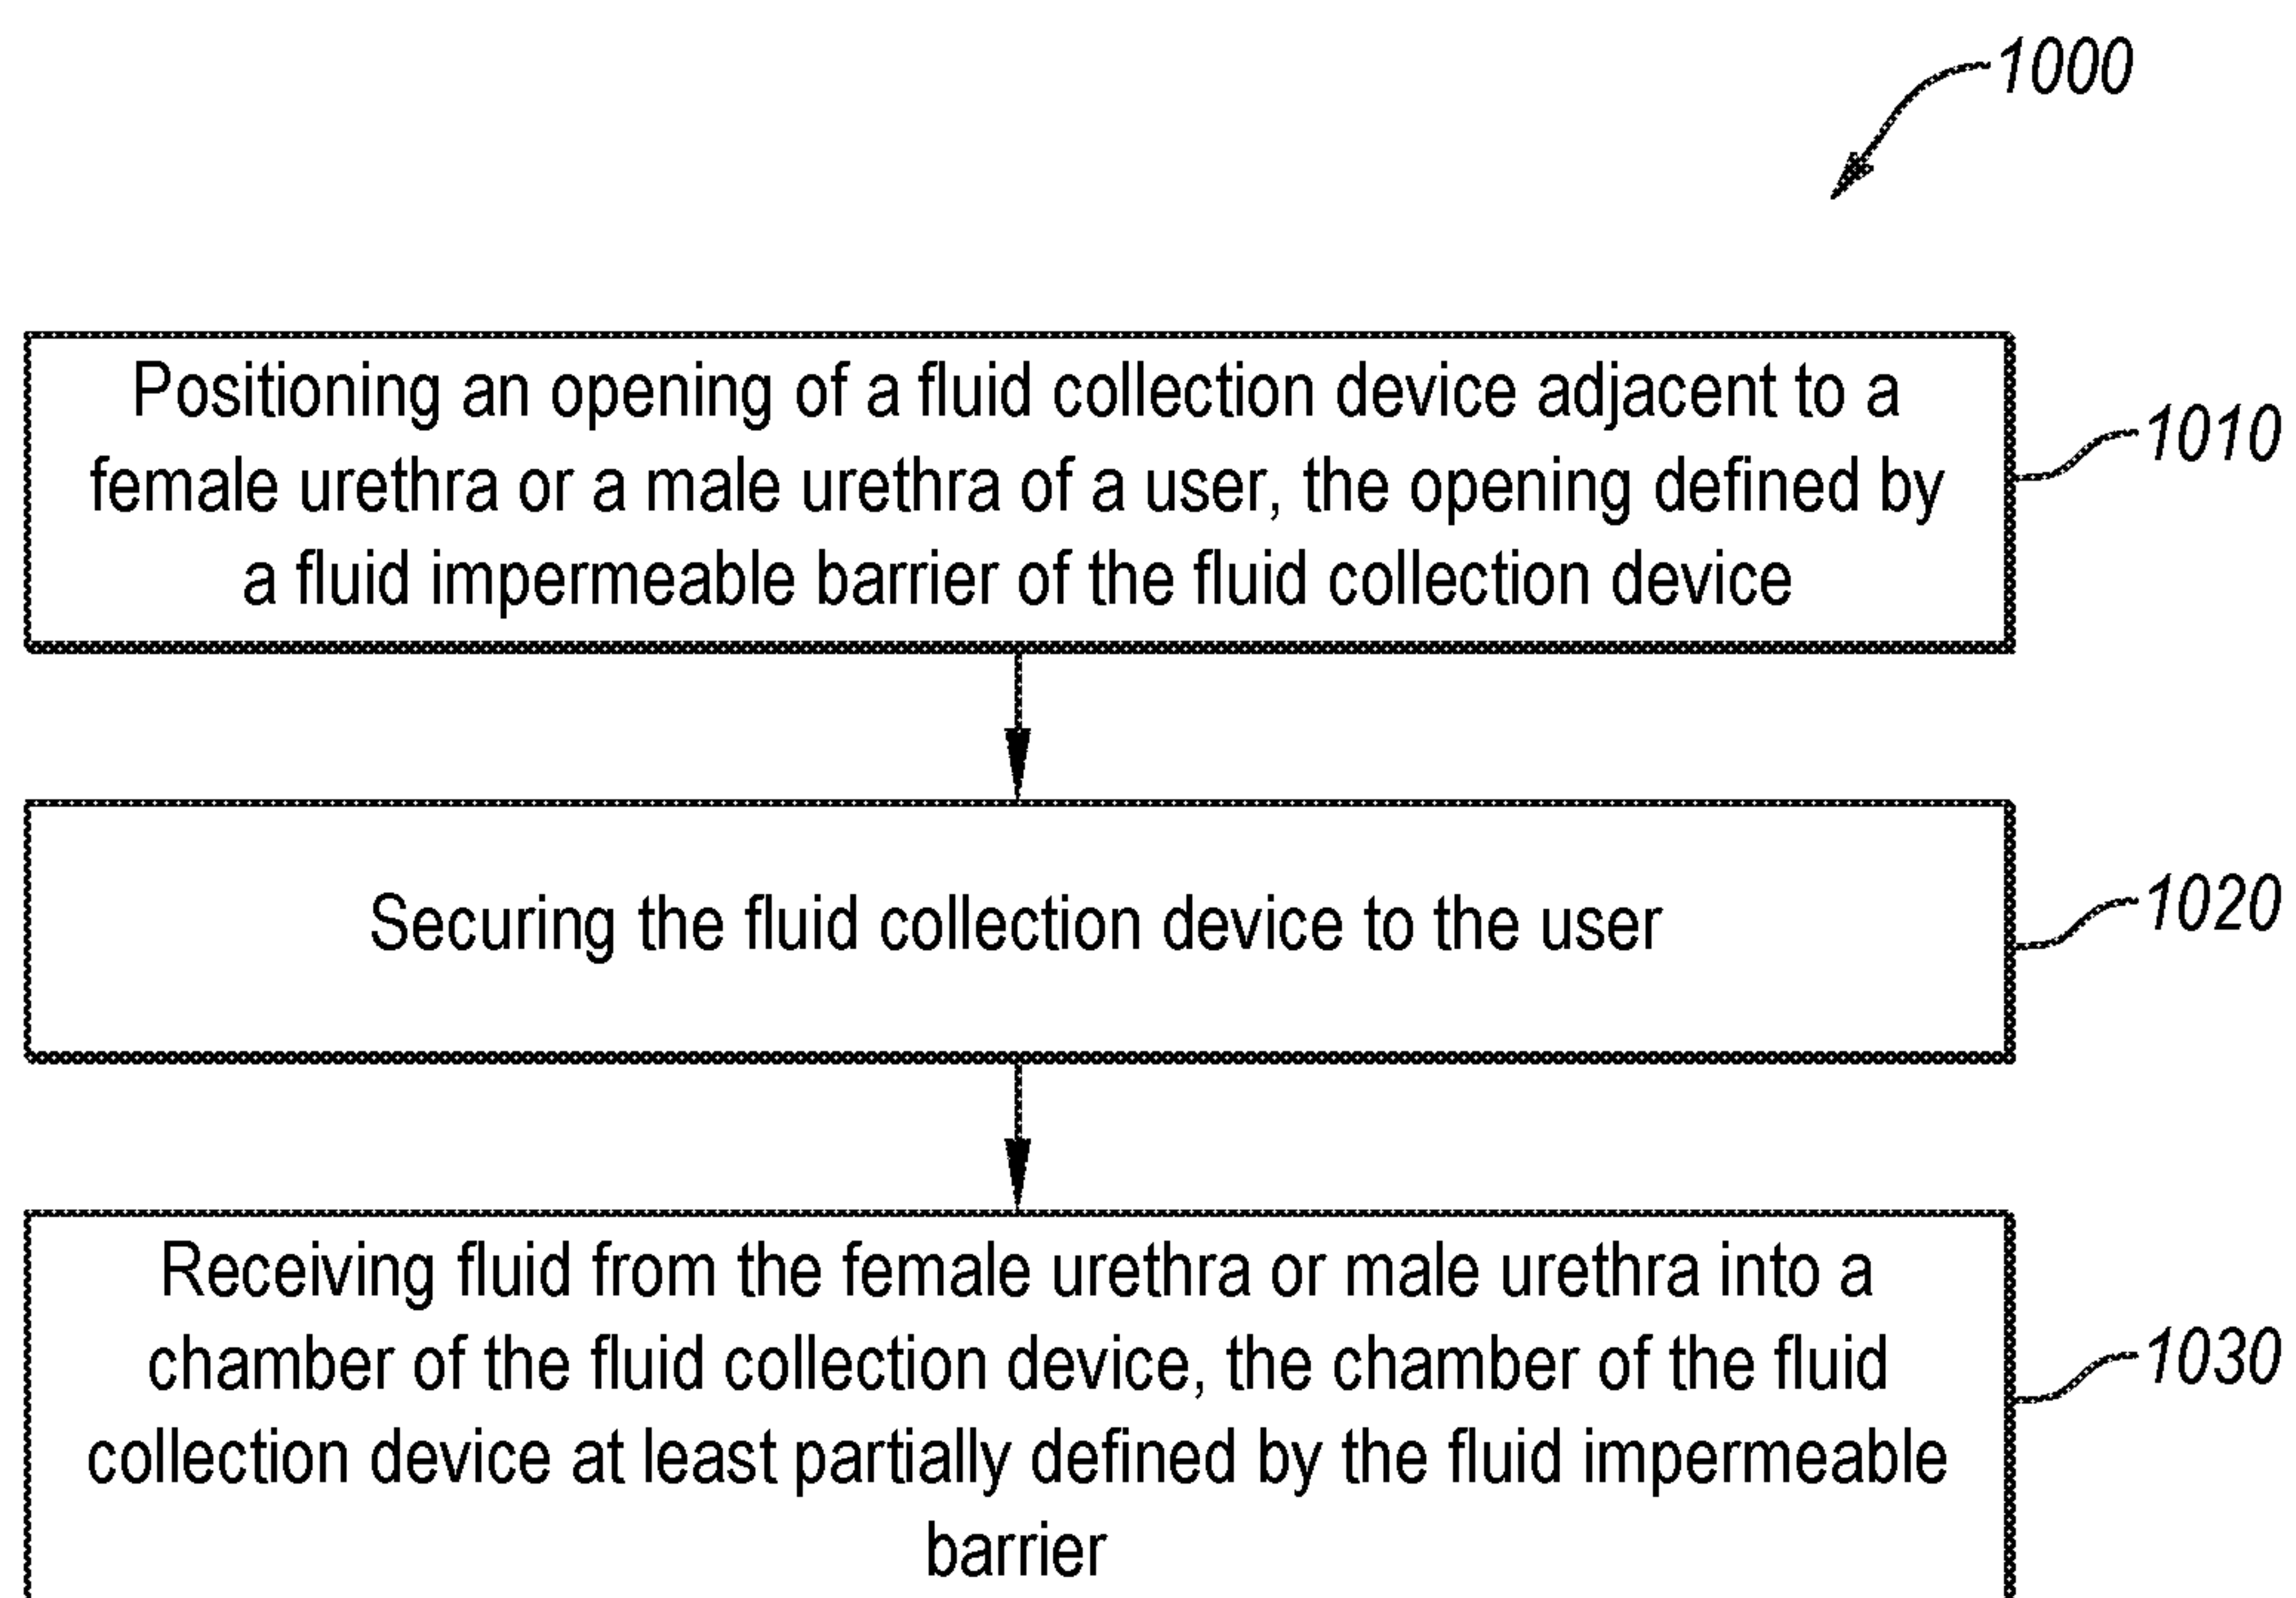 1000
Positioning an opening of a fluid collection device adjacent to a
female urethra or a male urethra of a user, the opening defined by
a fluid impermeable barrier of the fluid collection device
1010
Securing the fluid collection device to the user
1020
Receiving fluid from the female urethra or male urethra into a
chamber of the fluid collection device, the chamber of the fluid
collection device at least partially defined by the fluid impermeable
barrier
1030